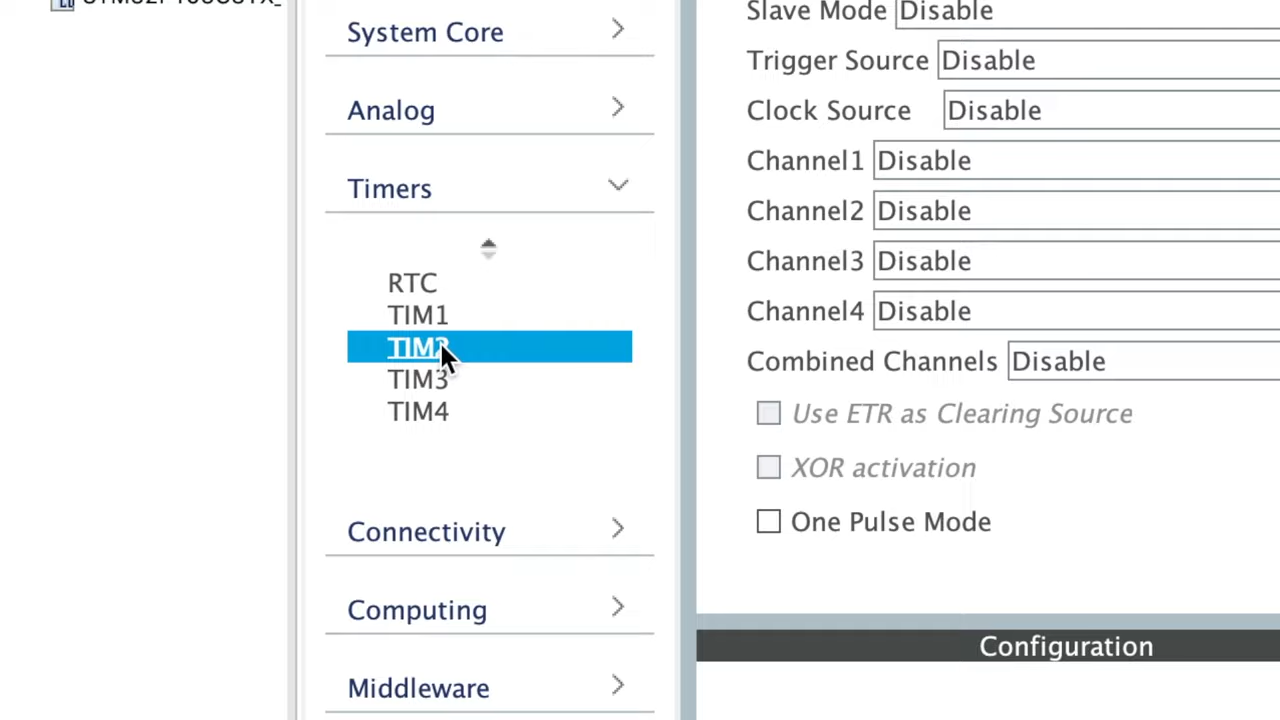 System Core
Analog
Timers
RTC
TIM1
TIM2
TIM3
TIM4
Connectivity
Computing
Middleware
Slave Mode Disable
Trigger Source Disable
Clock Source Disable
Channel1 Disable
Channel2 Disable
Channel3 Disable
Channel4 Disable
Combined Channels Disable
Use ETR as Clearing Source
XOR activation
One Pulse Mode
Configuration